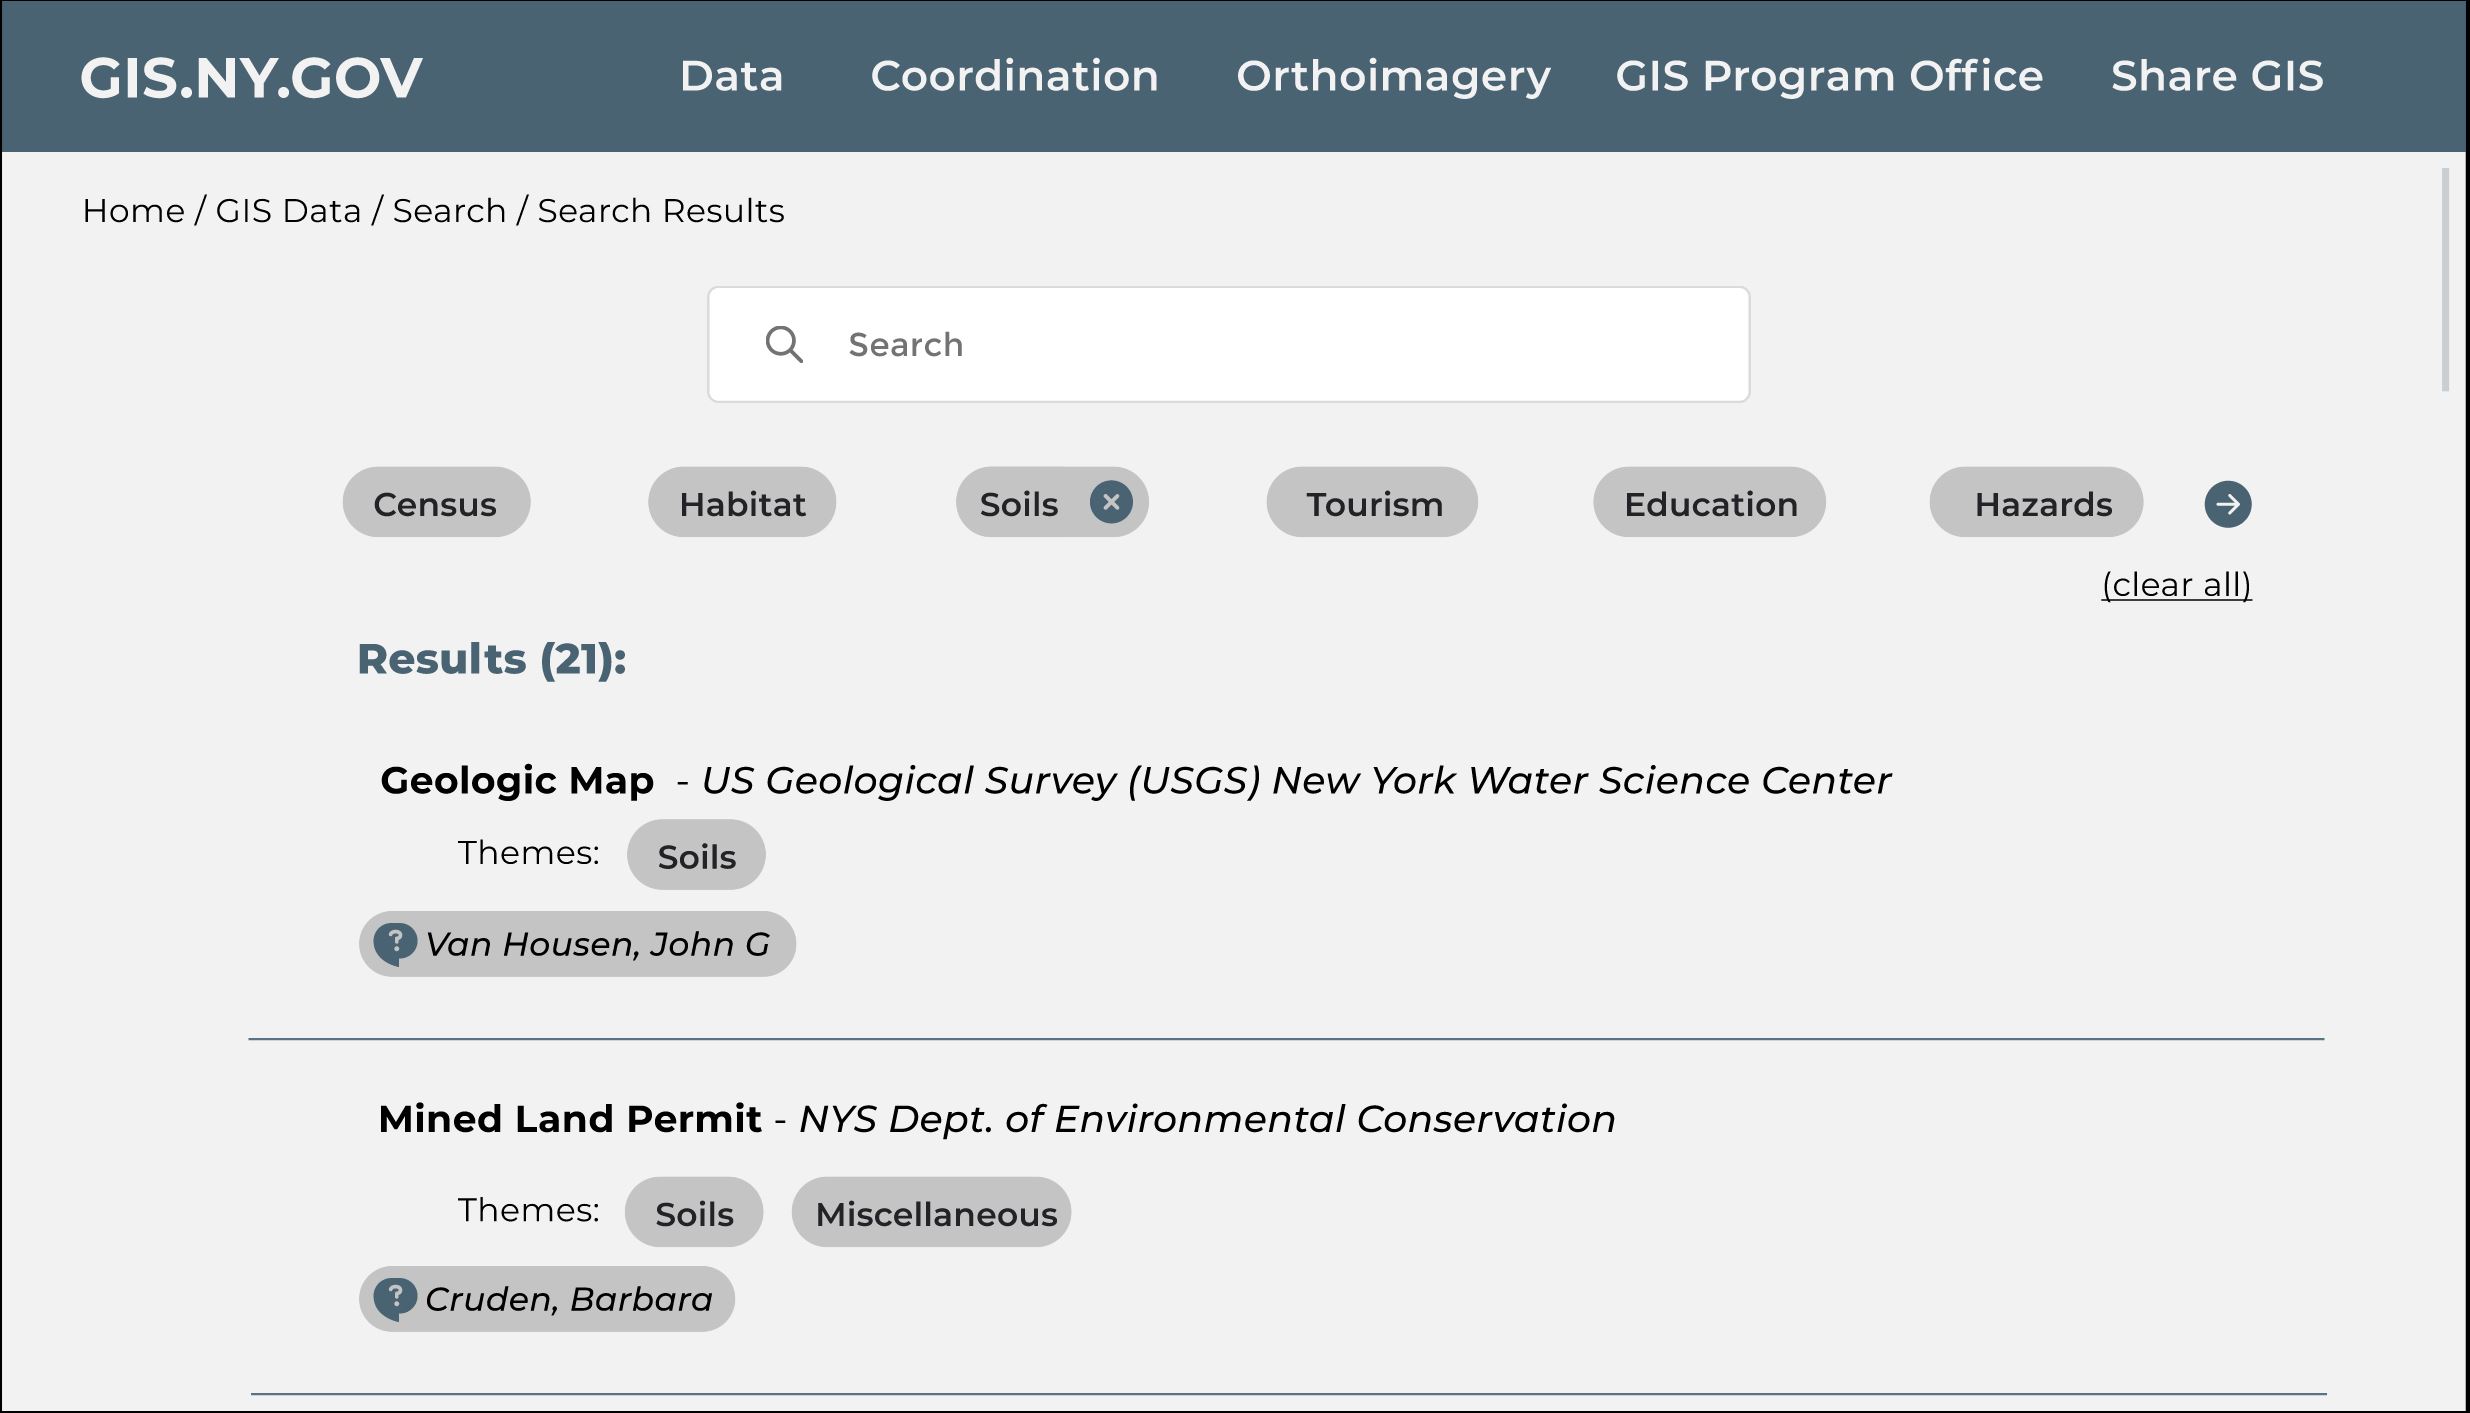 GIS.NY.GOV Data Coordination Orthoimagery GIS Program Office Share GIS
Home / GIS Data / Search / Search Results
Search
Census Habitat Soils Tourism Education Hazards
(clear all)
Results (21):
Geologic Map - US Geological Survey (USGS) New York Water Science Center
Themes: Soils
? Van Housen, John G
Mined Land Permit - NYS Dept. of Environmental Conservation
Themes: Soils Miscellaneous
? Cruden, Barbara